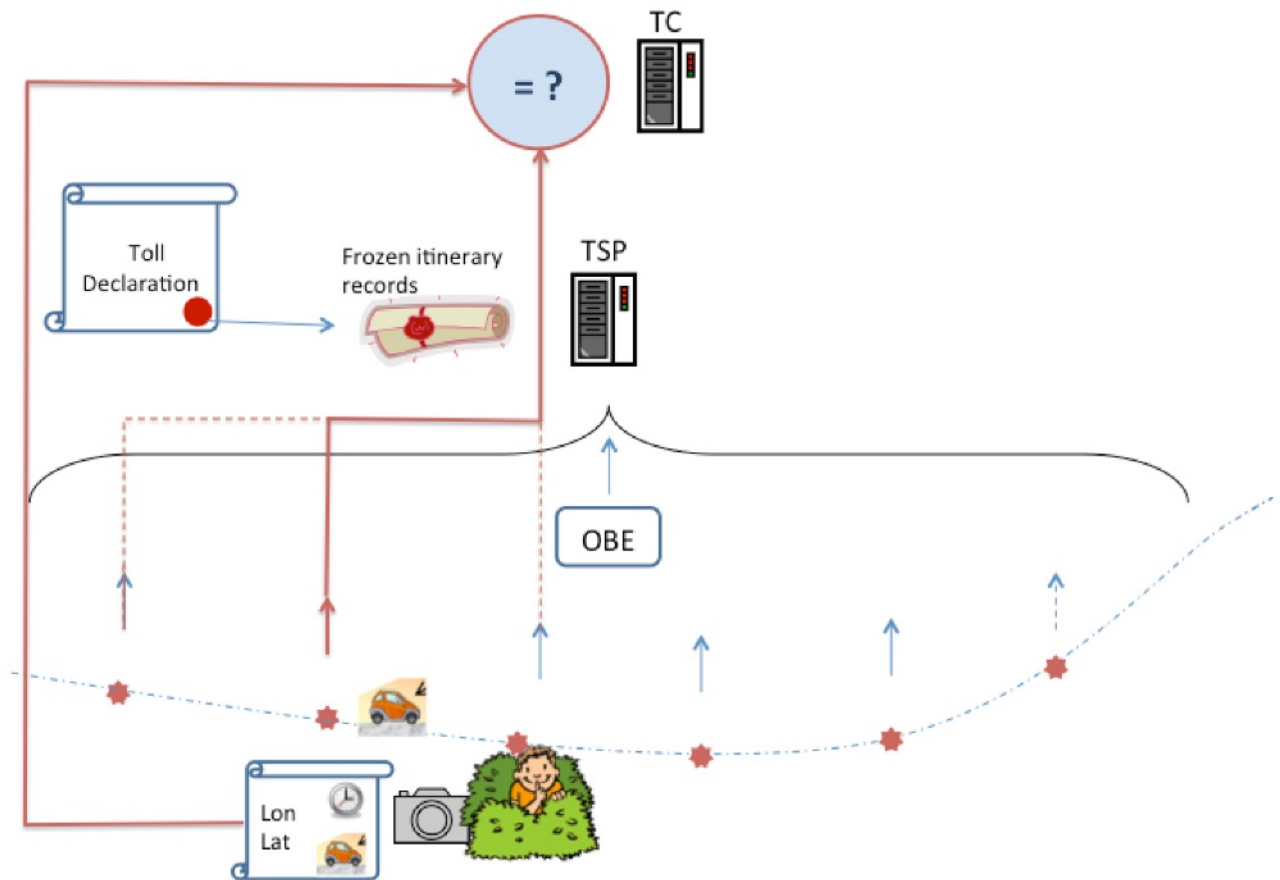 TC
= ?
Toll
Declaration
Frozen itinerary
records
TSP
OBE
Lon
Lat